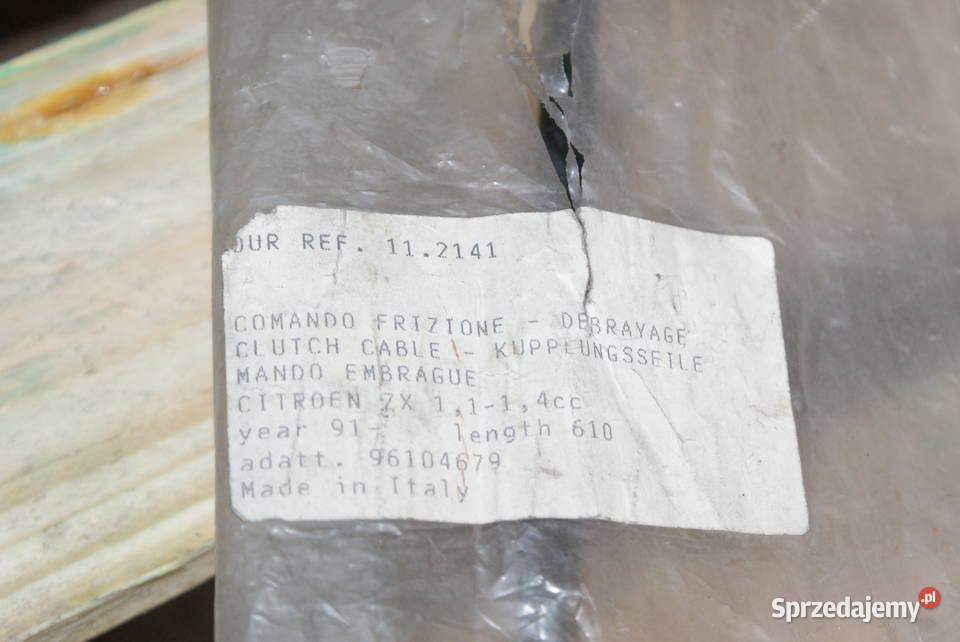 OUR REF. 11.2141
COMANDO FRIZIONE - DEBRAYAGE
CLUTCH CABLE - KUPPLUNGSSEILE
MANDO EMBRAGUE
CITROEN ZX 1,1-1,4cc
year 91- length 610
adatt. 96104679
Made in Italy
Sprzedajemy.pl